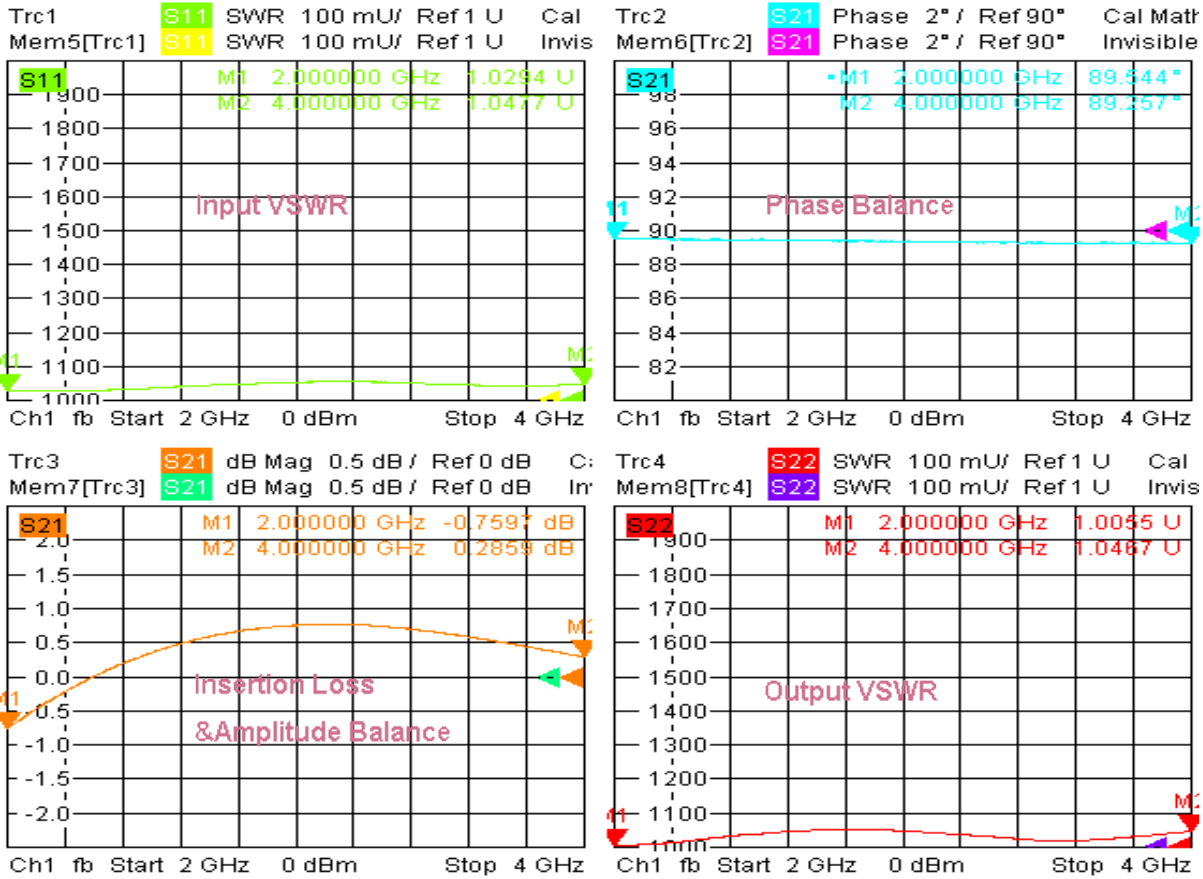 Trc1 S11 SWR 100 mU/ Ref 1 U Cal
Mem5[Trc1] S11 SWR 100 mU/ Ref 1 U Invis
S11
M1 2.000000 GHz 1.0294 U
M2 4.000000 GHz 1.0477 U
1900
1800
1700
1600
1500
1400
1300
1200
1100
1000
Input VSWR
M2
Ch1 fb Start 2 GHz 0 dBm Stop 4 GHz
Trc2 S21 Phase 2°/ Ref 90° Cal Math
Mem6[Trc2] S21 Phase 2°/ Ref 90° Invisible
S21
•M1 2.000000 GHz 89.544°
M2 4.000000 GHz 89.257°
98
96
94
92
90
88
86
84
82
Phase Balance
Ch1 fb Start 2 GHz 0 dBm Stop 4 GHz
Trc3 S21 dB Mag 0.5 dB/ Ref 0 dB
Mem7[Trc3] S21 dB Mag 0.5 dB/ Ref 0 dB
S21
M1 2.000000 GHz -0.7597 dB
M2 4.000000 GHz 0.2859 dB
2.0
1.5
1.0
0.5
0.0
-0.5
-1.0
-1.5
-2.0
Insertion Loss
&Amplitude Balance
M2
Ch1 fb Start 2 GHz 0 dBm Stop 4 GHz
Trc4 S22 SWR 100 mU/ Ref 1 U Cal
Mem8[Trc4] S22 SWR 100 mU/ Ref 1 U Invis
S22
M1 2.000000 GHz 1.0055 U
M2 4.000000 GHz 1.0467 U
1900
1800
1700
1600
1500
1400
1300
1200
1100
1000
Output VSWR
M2
Ch1 fb Start 2 GHz 0 dBm Stop 4 GHz